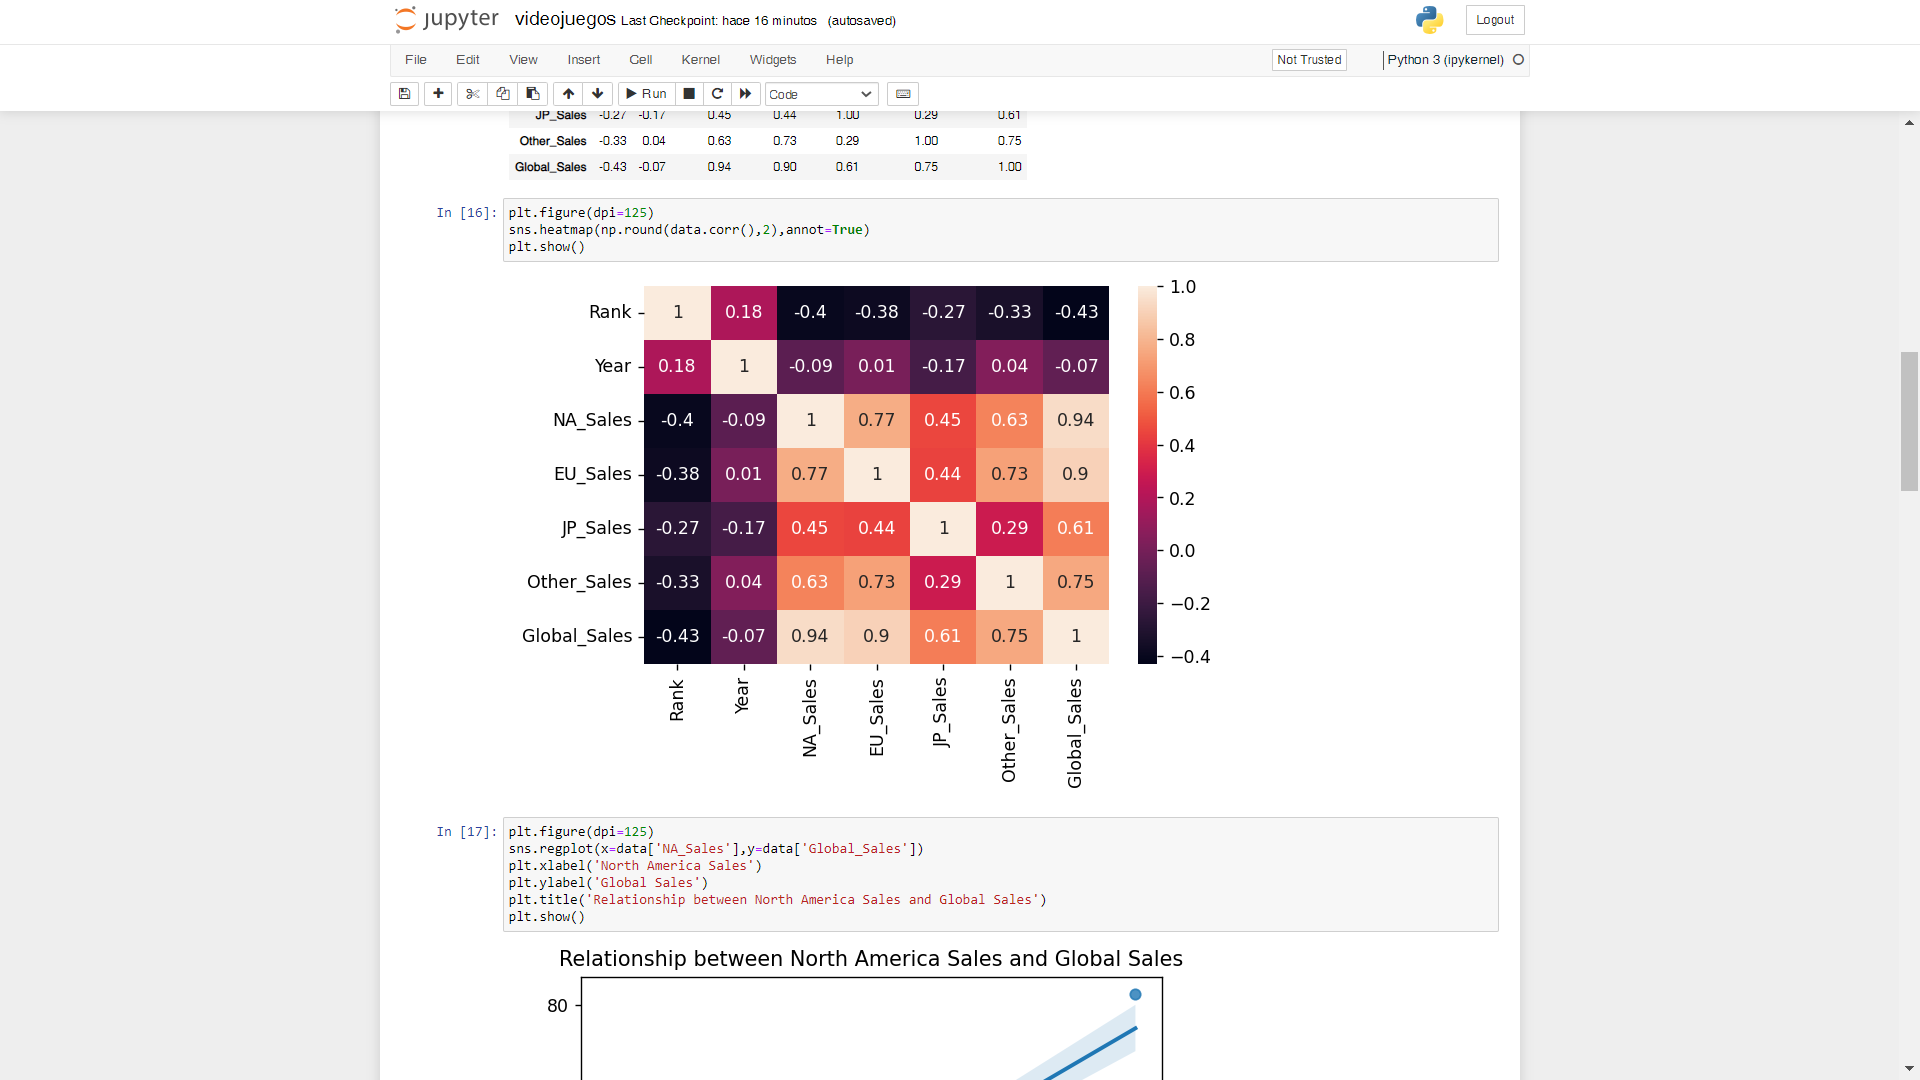 jupyter videojuegos Last Checkpoint: hace 16 minutos (autosaved) Logout
File Edit View Insert Cell Kernel Widgets Help Not Trusted Python 3 (ipykernel)
Run Code
JP_Sales -0.27 -0.17 0.45 0.44 1.00 0.29 0.61
Other_Sales -0.33 0.04 0.63 0.73 0.29 1.00 0.75
Global_Sales -0.43 -0.07 0.94 0.90 0.61 0.75 1.00
In [16]: plt.figure(dpi=125)
sns.heatmap(np.round(data.corr(),2),annot=True)
plt.show()
Rank 1 0.18 -0.4 -0.38 -0.27 -0.33 -0.43
Year 0.18 1 -0.09 0.01 -0.17 0.04 -0.07
NA_Sales -0.4 -0.09 1 0.77 0.45 0.63 0.94
EU_Sales -0.38 0.01 0.77 1 0.44 0.73 0.9
JP_Sales -0.27 -0.17 0.45 0.44 1 0.29 0.61
Other_Sales -0.33 0.04 0.63 0.73 0.29 1 0.75
Global_Sales -0.43 -0.07 0.94 0.9 0.61 0.75 1
Rank Year NA_Sales EU_Sales JP_Sales Other_Sales Global_Sales
1.0
0.8
0.6
0.4
0.2
0.0
−0.2
−0.4
In [17]: plt.figure(dpi=125)
sns.regplot(x=data['NA_Sales'],y=data['Global_Sales'])
plt.xlabel('North America Sales')
plt.ylabel('Global Sales')
plt.title('Relationship between North America Sales and Global Sales')
plt.show()
Relationship between North America Sales and Global Sales
80